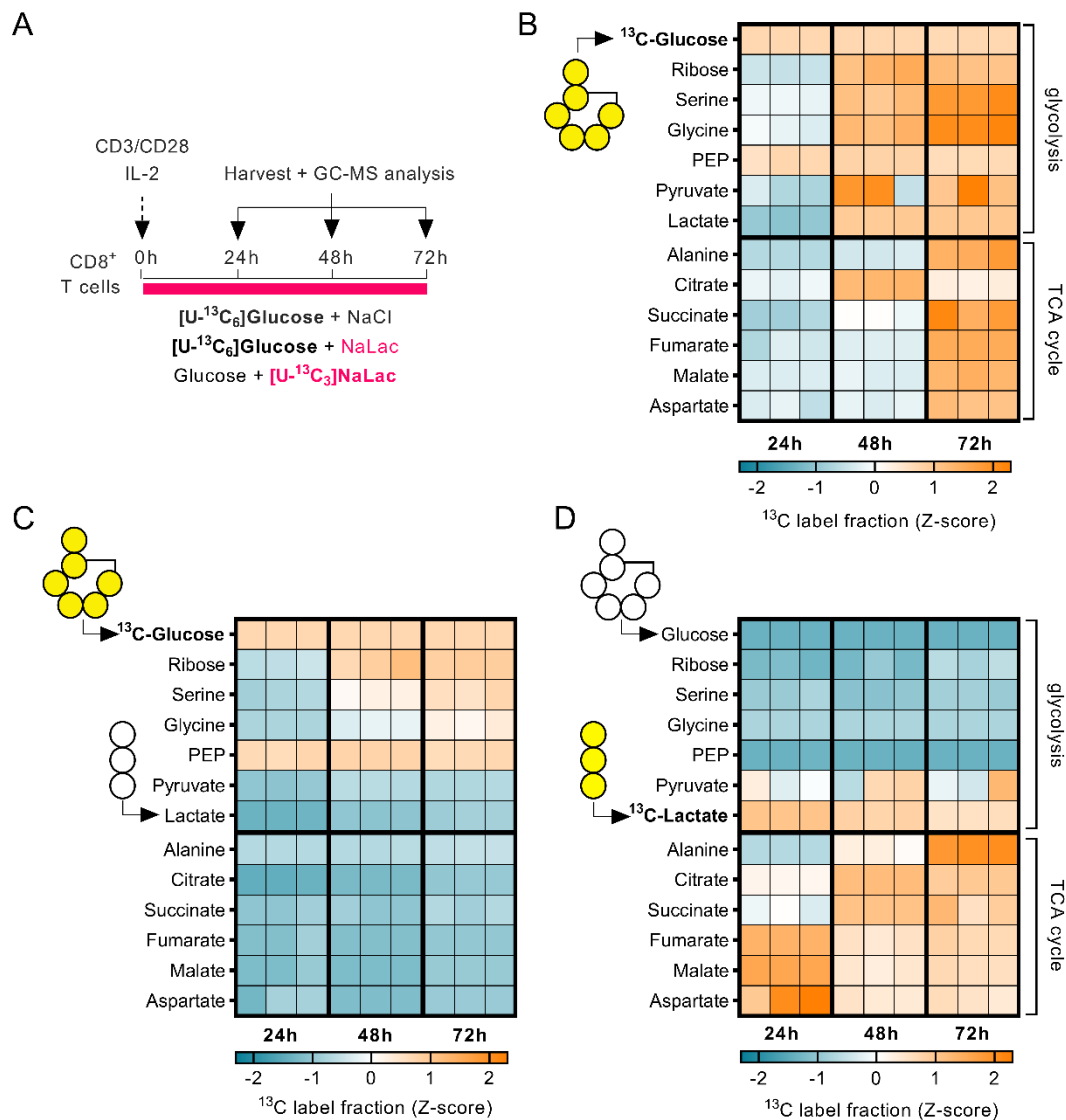 A
CD3/CD28
IL-2
Harvest + GC-MS analysis
CD8+
T cells
0h 24h 48h 72h
[U-13C6]Glucose + NaCl
[U-13C6]Glucose + NaLac
Glucose + [U-13C3]NaLac
B
13C-Glucose
Ribose
Serine
Glycine
PEP
Pyruvate
Lactate
Alanine
Citrate
Succinate
Fumarate
Malate
Aspartate
glycolysis
TCA cycle
24h 48h 72h
-2 -1 0 1 2
13C label fraction (Z-score)
C
13C-Glucose
Ribose
Serine
Glycine
PEP
Pyruvate
Lactate
Alanine
Citrate
Succinate
Fumarate
Malate
Aspartate
24h 48h 72h
-2 -1 0 1 2
13C label fraction (Z-score)
D
Glucose
Ribose
Serine
Glycine
PEP
Pyruvate
13C-Lactate
Alanine
Citrate
Succinate
Fumarate
Malate
Aspartate
glycolysis
TCA cycle
24h 48h 72h
-2 -1 0 1 2
13C label fraction (Z-score)